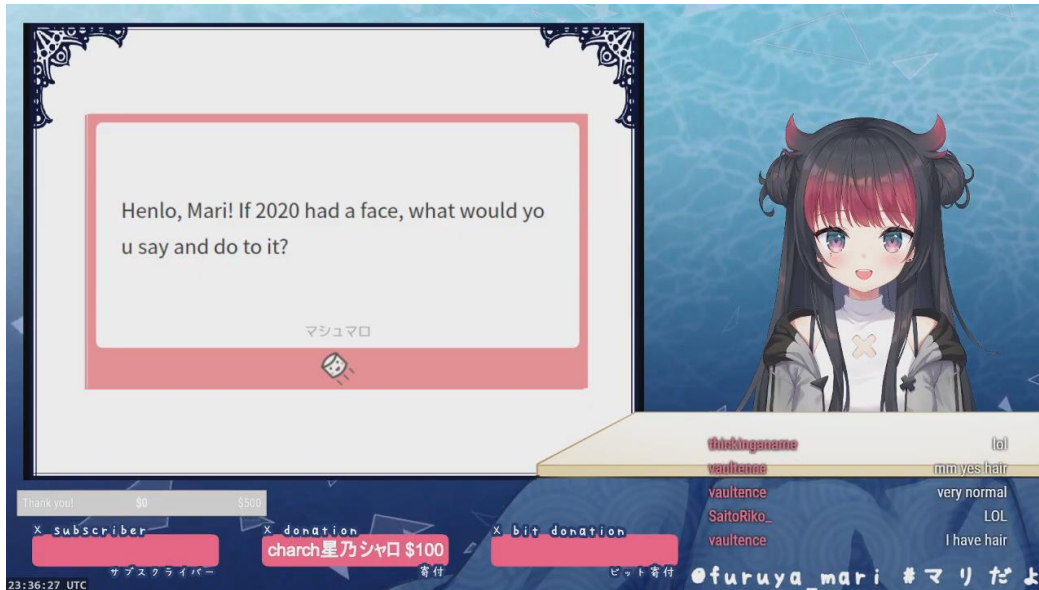 Henlo, Mari! If 2020 had a face, what would yo
u say and do to it?
マシュマロ
thinkinganame lol
vaultence mm yes hair
vaultence very normal
SaitoRiko_ LOL
vaultence I have hair
Thank you! $0 $500
X subscriber
サブスクライバー
X donation
charch星乃シャロ $100
寄付
X bit donation
ビット寄付
23:36:27 UTC
@furuya_mari #マリだよ